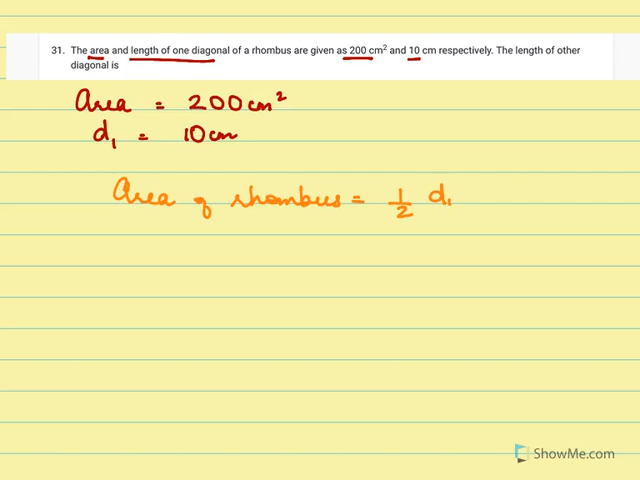 31. The area and length of one diagonal of a rhombus are given as 200 cm² and 10 cm respectively. The length of other
diagonal is
Area = 200 cm²
d₁ = 10 cm
Area of rhombus = 1/2 d₁
ShowMe.com